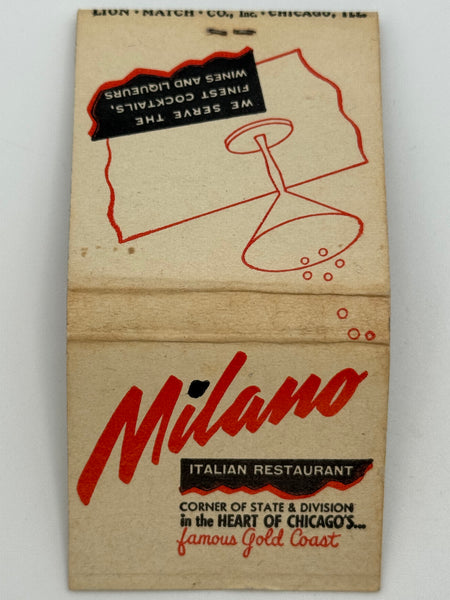 LION • MATCH • CO., Inc. • CHICAGO, ILL.
WE SERVE THE
FINEST COCKTAILS,
WINES AND LIQUEURS
Milano
ITALIAN RESTAURANT
CORNER OF STATE & DIVISION
in the HEART OF CHICAGO'S...
famous Gold Coast